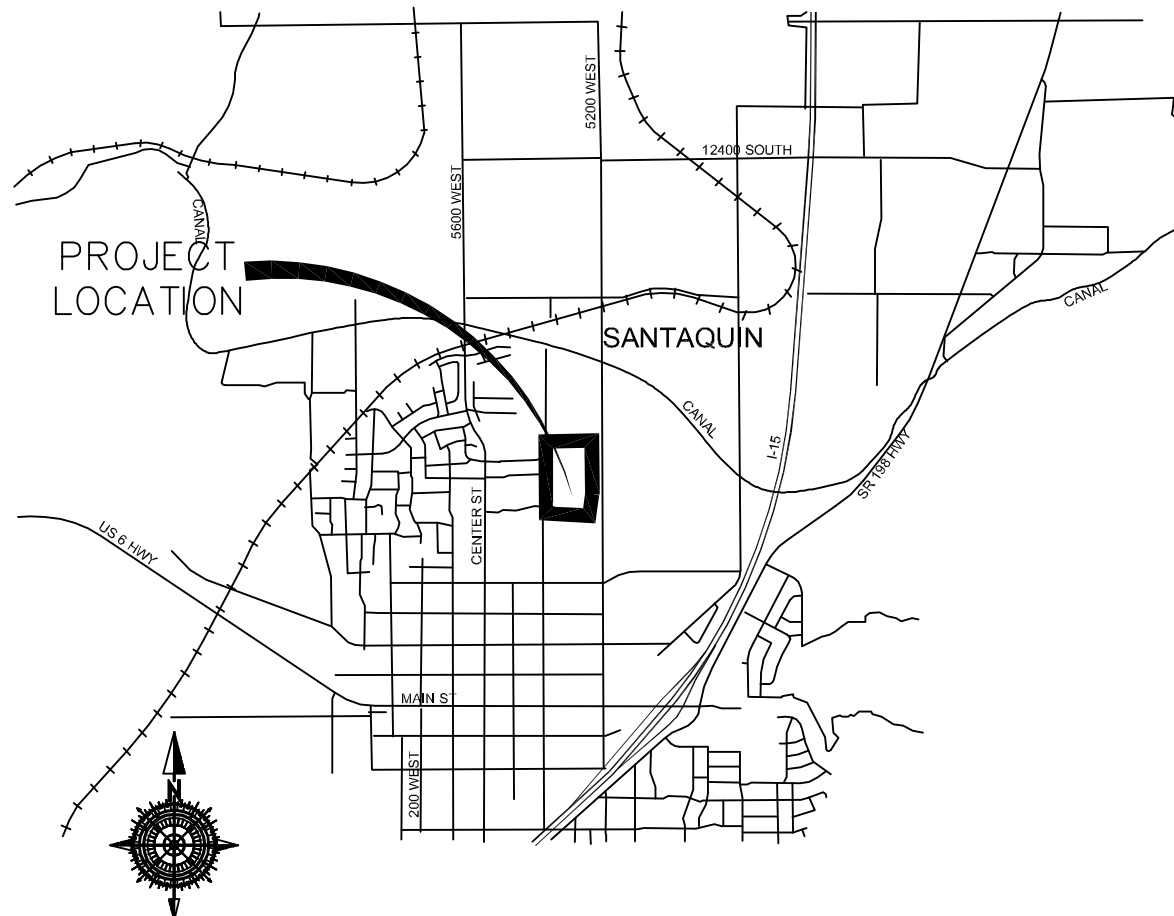 5200 WEST
12400 SOUTH
5600 WEST
CANAL
PROJECT
LOCATION
CANAL
SANTAQUIN
CANAL
I-15
SR 198 HWY
CENTER ST
US 6 HWY
MAIN ST
200 WEST
N